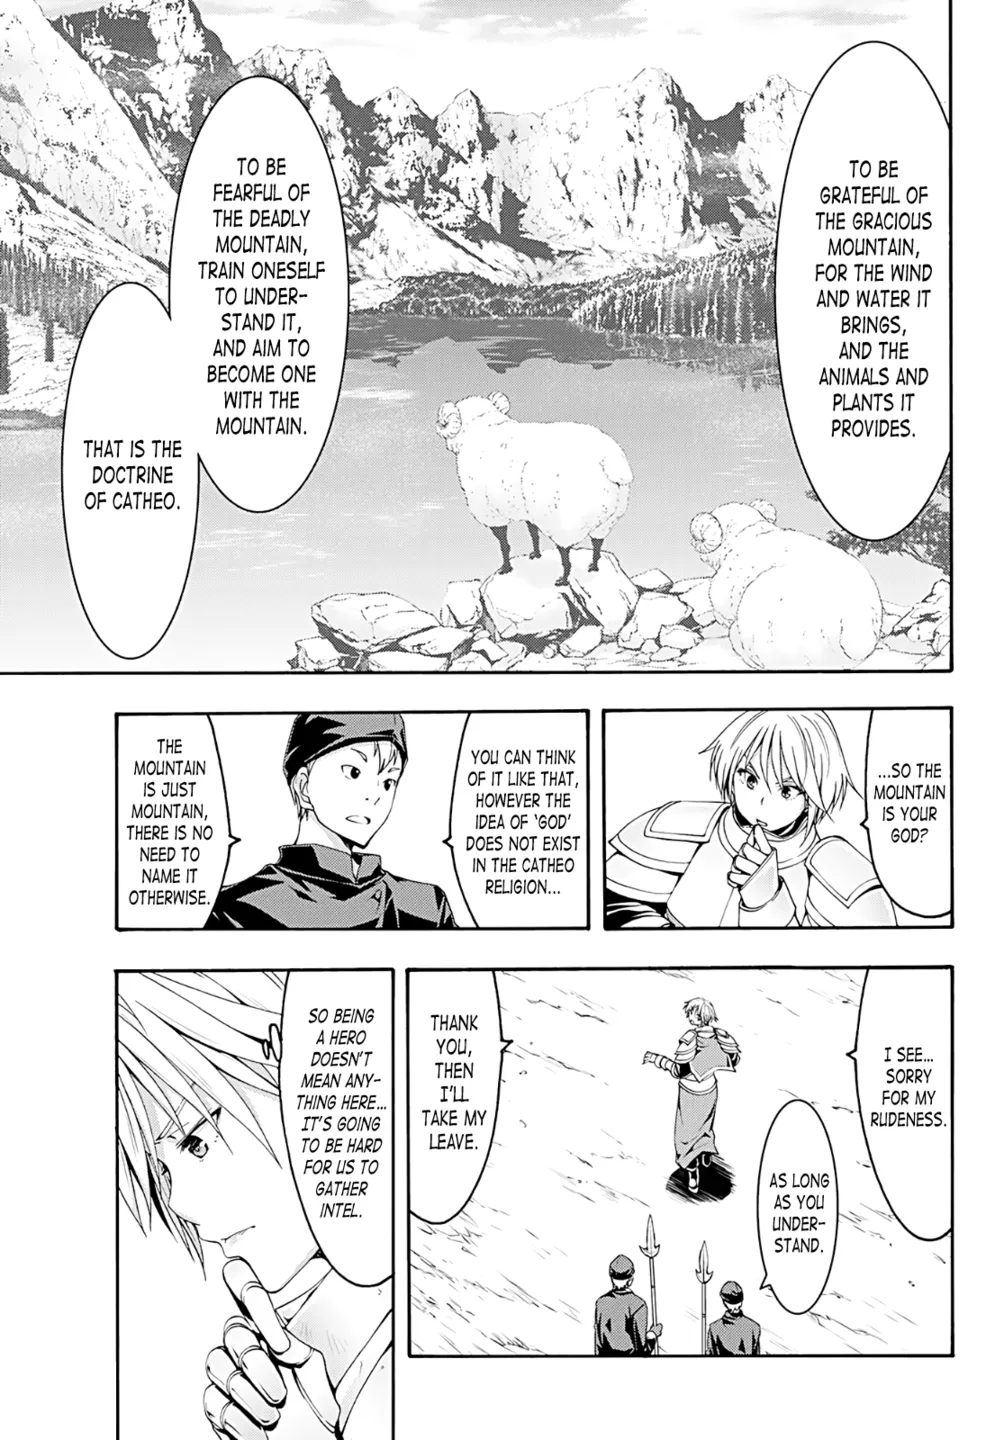 TO BE
GRATEFUL OF
THE GRACIOUS
MOUNTAIN,
FOR THE WIND
AND WATER IT
BRINGS,
AND THE
ANIMALS AND
PLANTS IT
PROVIDES.
TO BE
FEARFUL OF
THE DEADLY
MOUNTAIN,
TRAIN ONESELF
TO UNDER-
STAND IT,
AND AIM TO
BECOME ONE
WITH THE
MOUNTAIN.
THAT IS THE
DOCTRINE
OF CATHEO.
...SO THE
MOUNTAIN
IS YOUR
GOD?
YOU CAN THINK
OF IT LIKE THAT,
HOWEVER THE
IDEA OF ‘GOD’
DOES NOT EXIST
IN THE CATHEO
RELIGION...
THE
MOUNTAIN
IS JUST
MOUNTAIN,
THERE IS NO
NEED TO
NAME IT
OTHERWISE.
I SEE...
SORRY
FOR MY
RUDENESS.
AS LONG
AS YOU
UNDER-
STAND.
THANK
YOU,
THEN
I'LL
TAKE MY
LEAVE.
SO BEING
A HERO
DOESN'T
MEAN ANY-
THING HERE...
IT'S GOING
TO BE HARD
FOR US TO
GATHER
INTEL.